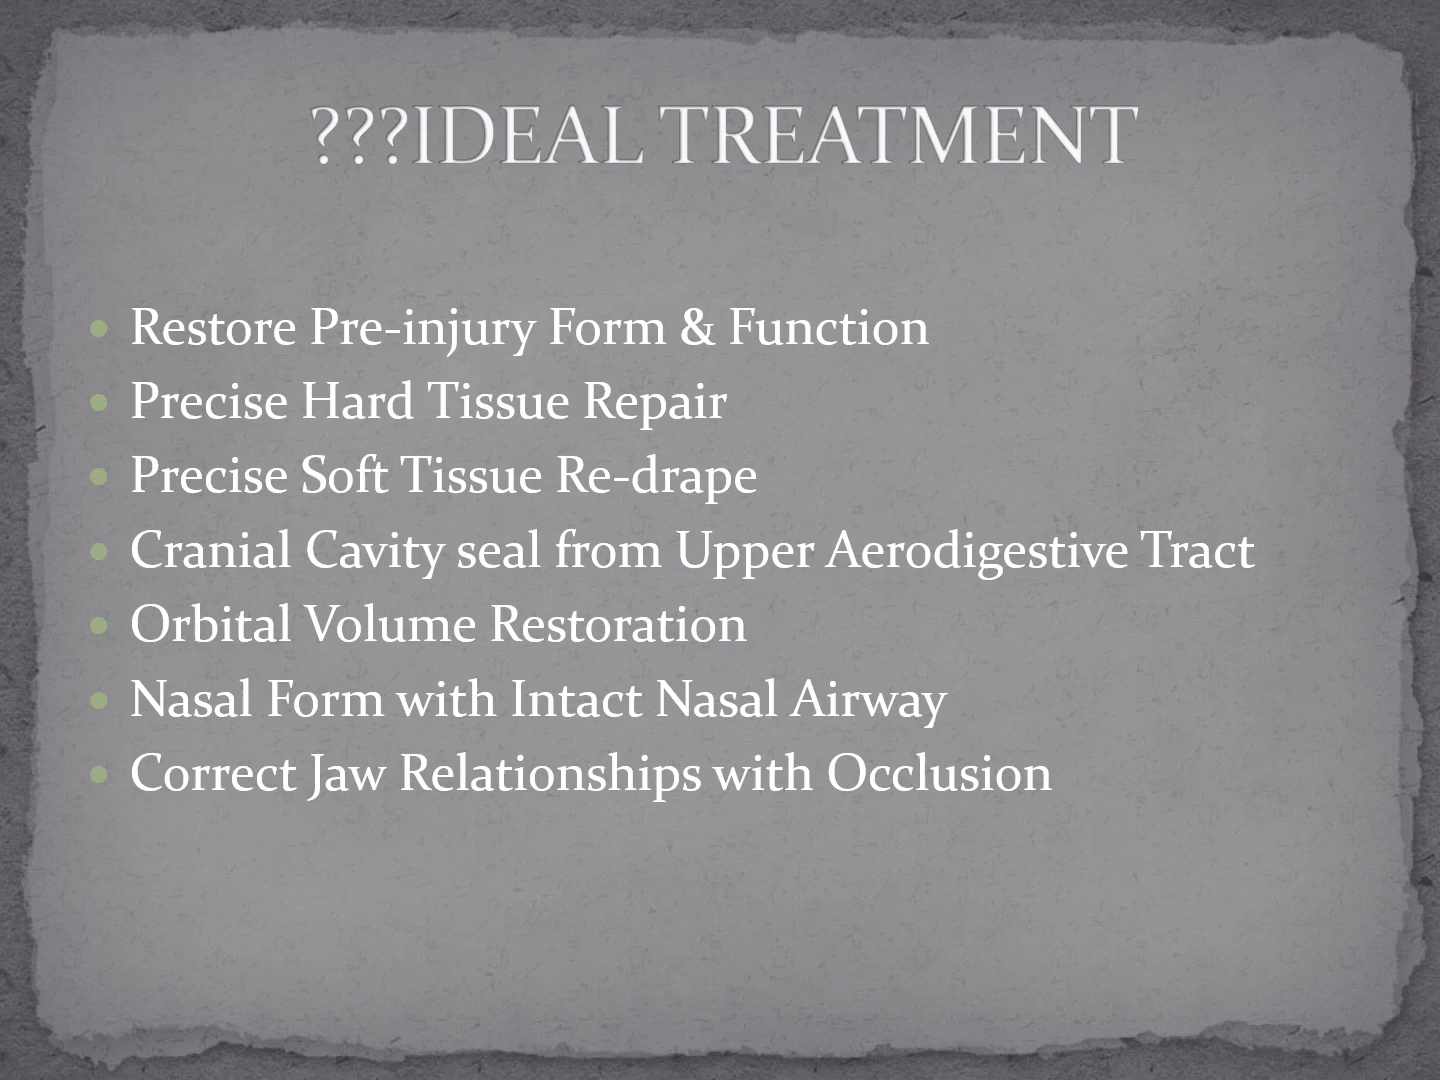 ???IDEAL TREATMENT
• Restore Pre-injury Form & Function
• Precise Hard Tissue Repair
• Precise Soft Tissue Re-drape
• Cranial Cavity seal from Upper Aerodigestive Tract
• Orbital Volume Restoration
• Nasal Form with Intact Nasal Airway
• Correct Jaw Relationships with Occlusion